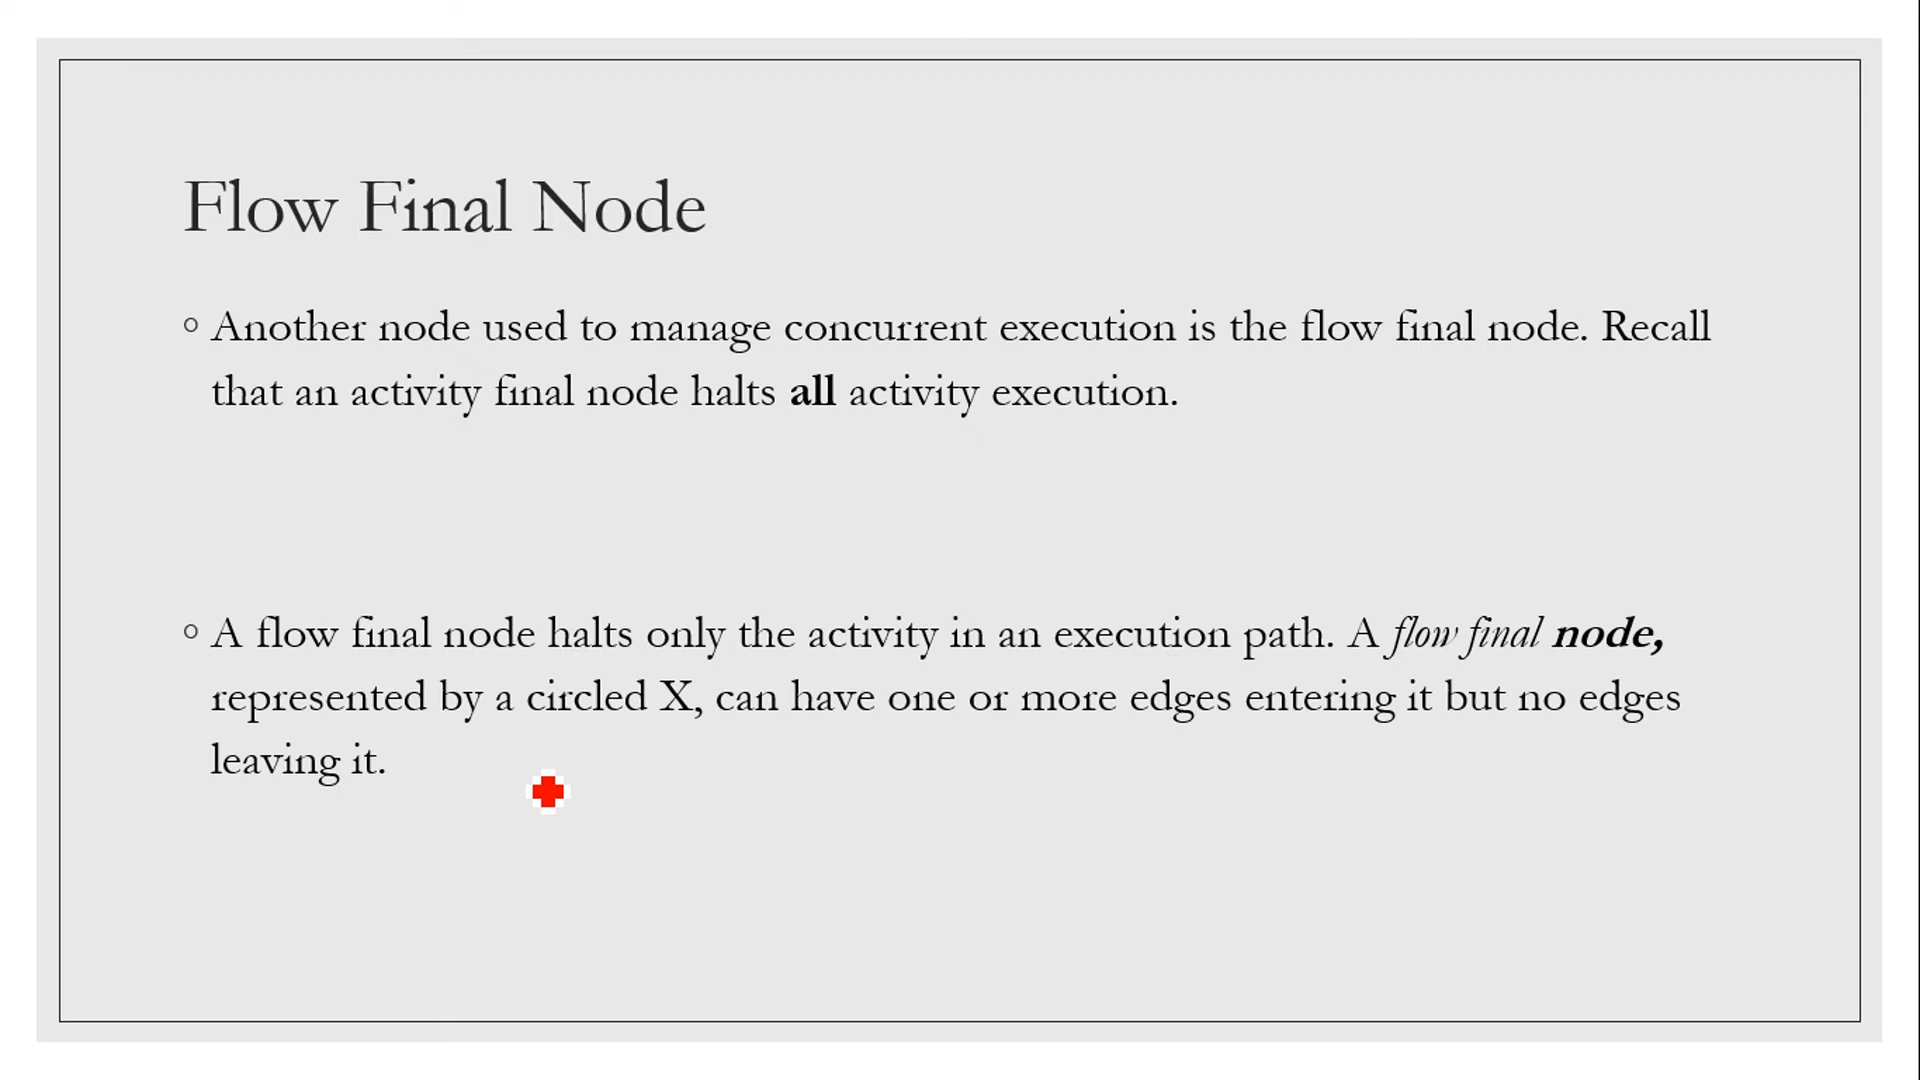 Flow Final Node
◦ Another node used to manage concurrent execution is the flow final node. Recall
that an activity final node halts all activity execution.
◦ A flow final node halts only the activity in an execution path. A flow final node,
represented by a circled X, can have one or more edges entering it but no edges
leaving it.